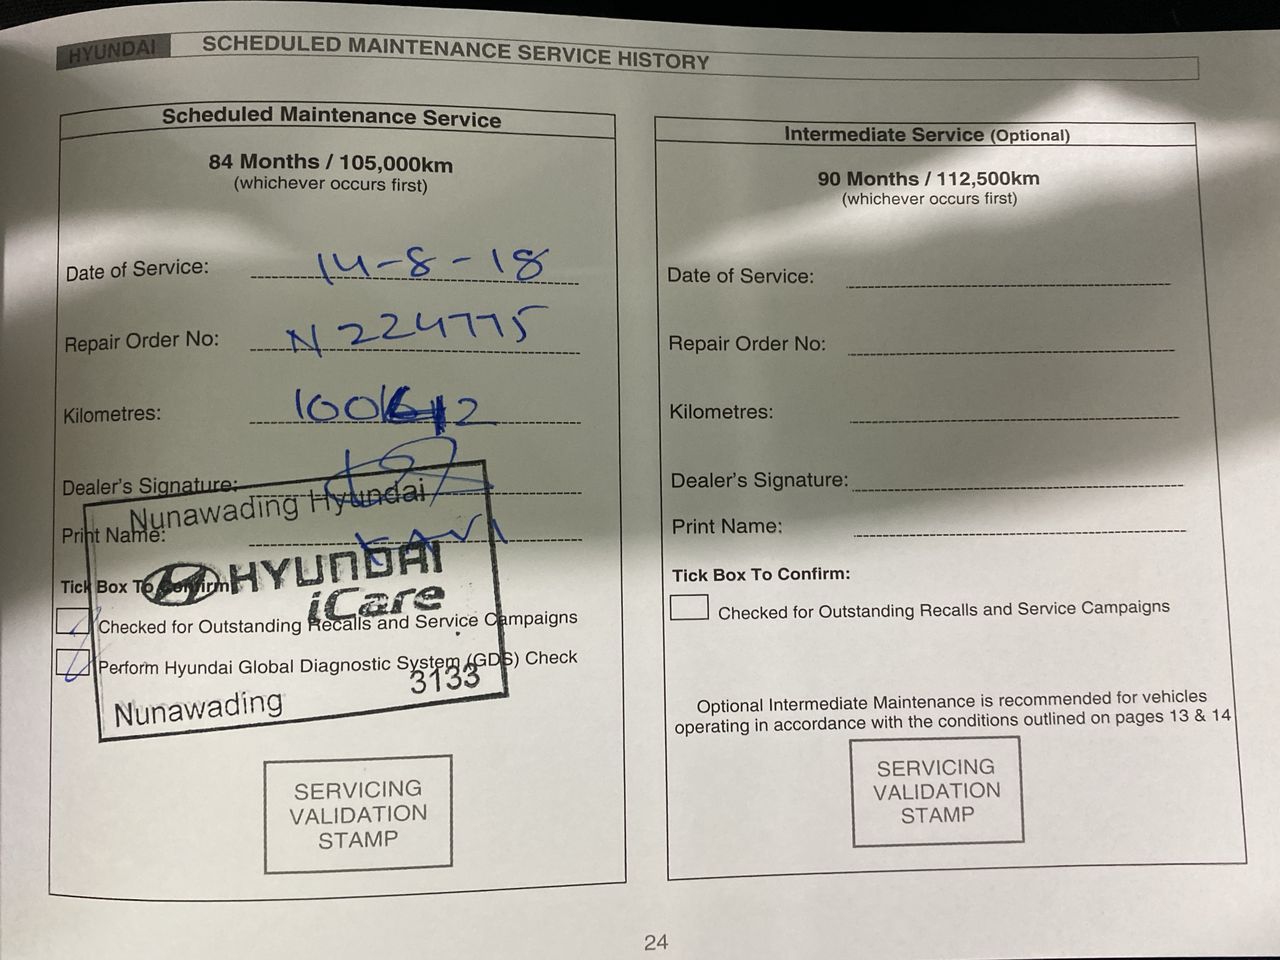 HYUNDAI SCHEDULED MAINTENANCE SERVICE HISTORY
Scheduled Maintenance Service
84 Months / 105,000km
(whichever occurs first)
Date of Service: 14-8-18
Repair Order No: N224775
Kilometres:
Dealer's Signature:
Print Name:
Tick Box To Confirm
Checked for Outstanding Recalls and Service Campaigns
Perform Hyundai Global Diagnostic System (GDS) Check
Nunawading Hyundai
HYUNDAI
iCare
Nunawading 3133
SERVICING
VALIDATION
STAMP
Intermediate Service (Optional)
90 Months / 112,500km
(whichever occurs first)
Date of Service:
Repair Order No:
Kilometres:
Dealer's Signature:
Print Name:
Tick Box To Confirm:
Checked for Outstanding Recalls and Service Campaigns
Optional Intermediate Maintenance is recommended for vehicles
operating in accordance with the conditions outlined on pages 13 & 14
SERVICING
VALIDATION
STAMP
24